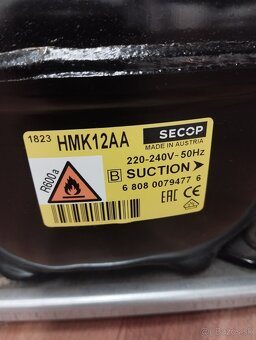 1823 HMK12AA SECOP
MADE IN AUSTRIA
220-240V~50Hz
R600a
B SUCTION
6 808 0079477 6
EAC CE